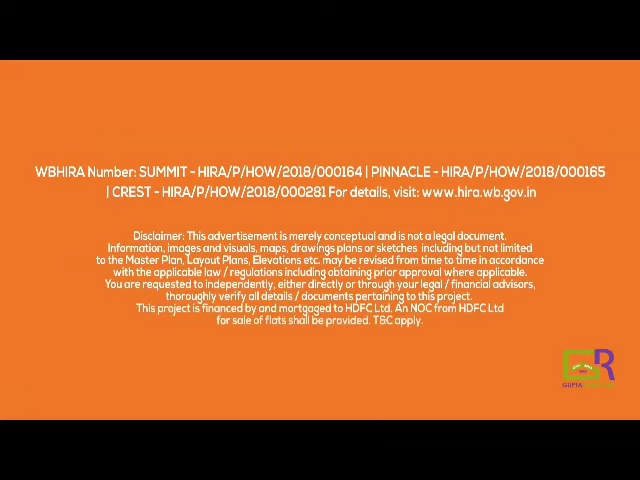 WBHIRA Number: SUMMIT - HIRA/P/HOW/2018/000164 | PINNACLE - HIRA/P/HOW/2018/000165
| CREST - HIRA/P/HOW/2018/000281 For details, visit: www.hira.wb.gov.in
Disclaimer: This advertisement is merely conceptual and is not a legal document.
Information, images and visuals, maps, drawings plans or sketches including but not limited
to the Master Plan, Layout Plans, Elevations etc. may be revised from time to time in accordance
with the applicable law / regulations including obtaining prior approval where applicable.
You are requested to independently, either directly or through your legal / financial advisors,
thoroughly verify all details / documents pertaining to this project.
This project is financed by and mortgaged to HDFC Ltd. An NOC from HDFC Ltd
for sale of flats shall be provided. T&C apply.
GR
GUPTA